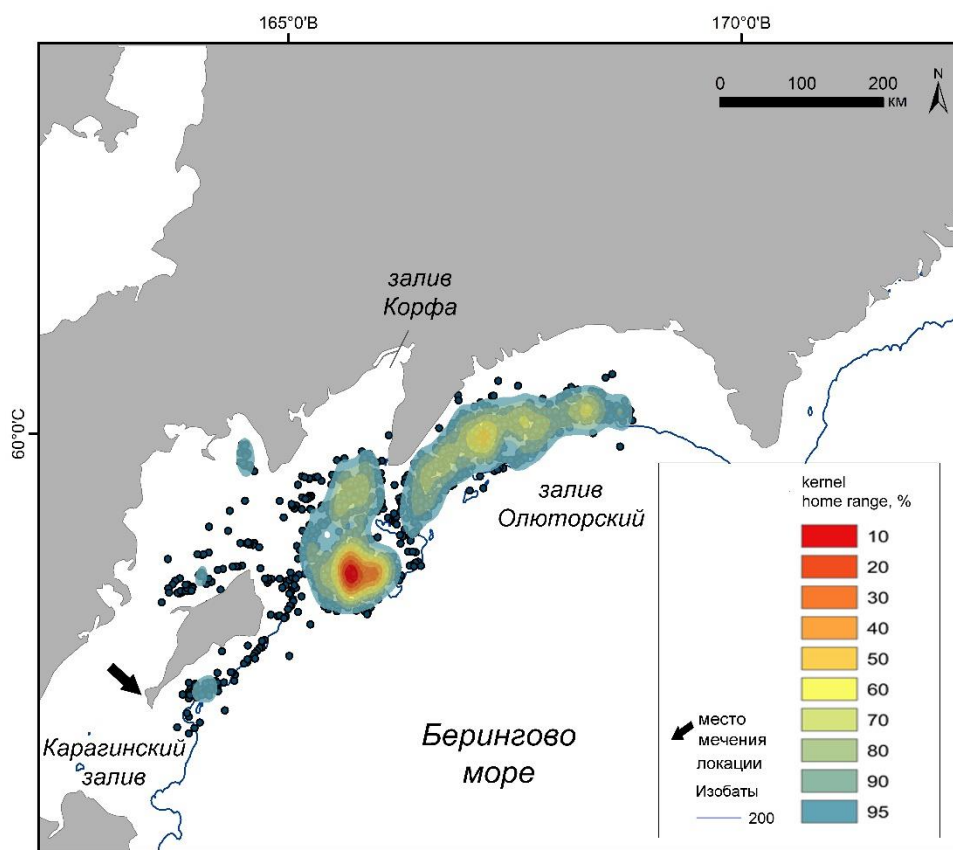 165°0'В
170°0'В
0 100 200
КМ
N
60°0'С
залив
Корфа
залив
Олюторский
Карагинский
залив
Берингово
море
kernel
home range, %
10
20
30
40
50
60
70
80
90
95
место
мечения
локации
Изобаты
200